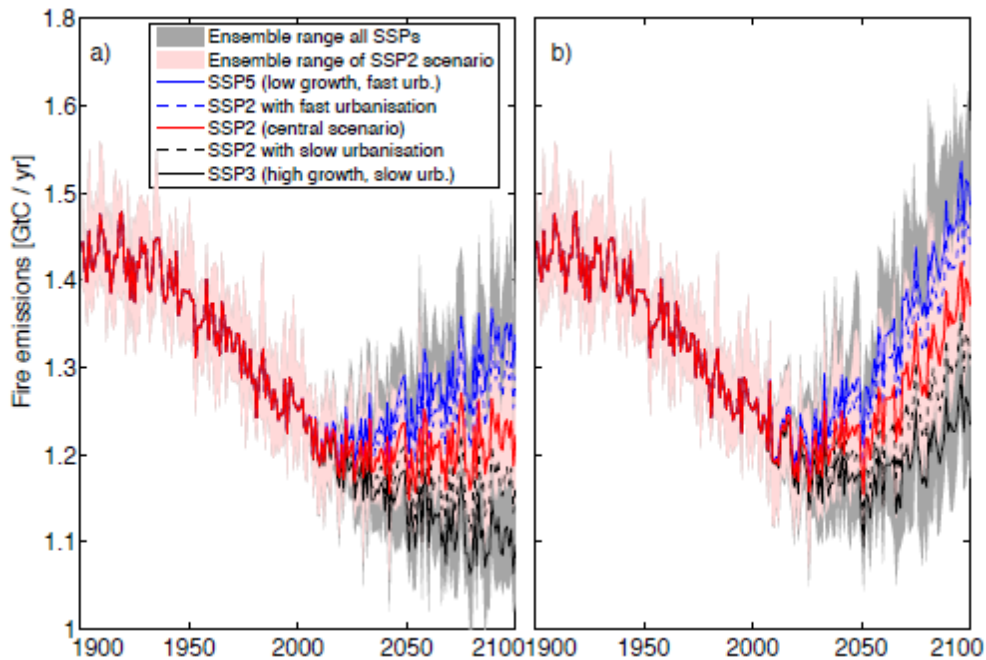 1.8
a)
b)
Ensemble range all SSPs
Ensemble range of SSP2 scenario
SSP5 (low growth, fast urb.)
SSP2 with fast urbanisation
SSP2 (central scenario)
SSP2 with slow urbanisation
SSP3 (high growth, slow urb.)
1.7
1.6
1.5
1.4
1.3
1.2
1.1
1
Fire emissions [GtC / yr]
1900 1950 2000 2050 2100
1900 1950 2000 2050 2100